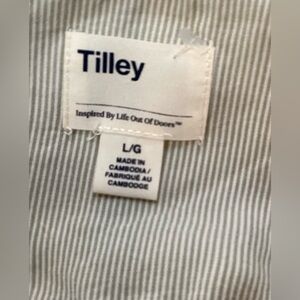 Tilley
Inspired By Life Out Of Doors™
L/G
MADE IN
CAMBODIA /
FABRIQUÉ AU
CAMBODGE